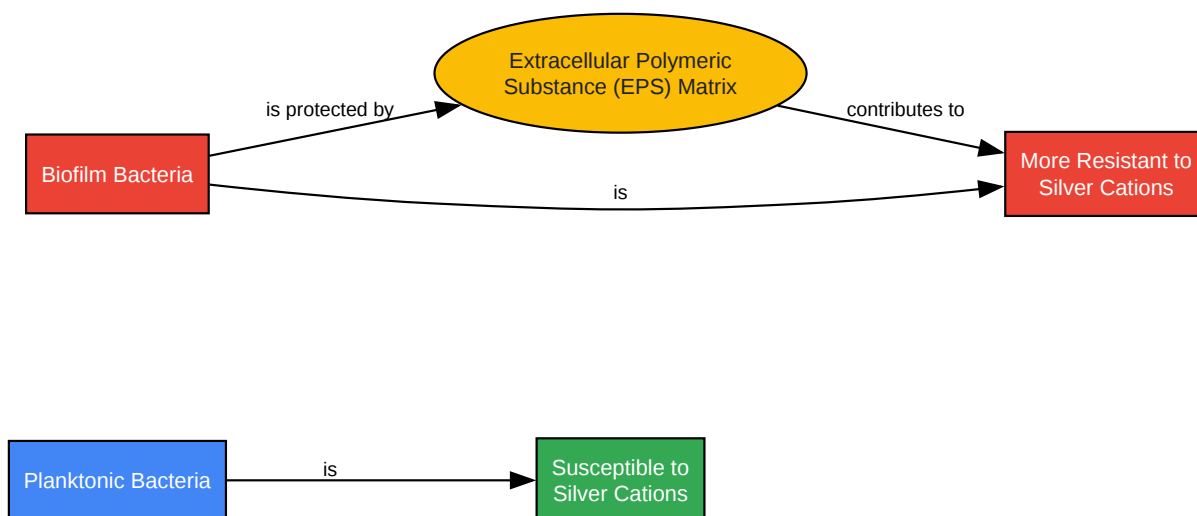 Extracellular Polymeric
Substance (EPS) Matrix
is protected by
contributes to
Biofilm Bacteria
More Resistant to
Silver Cations
is
Planktonic Bacteria
is
Susceptible to
Silver Cations